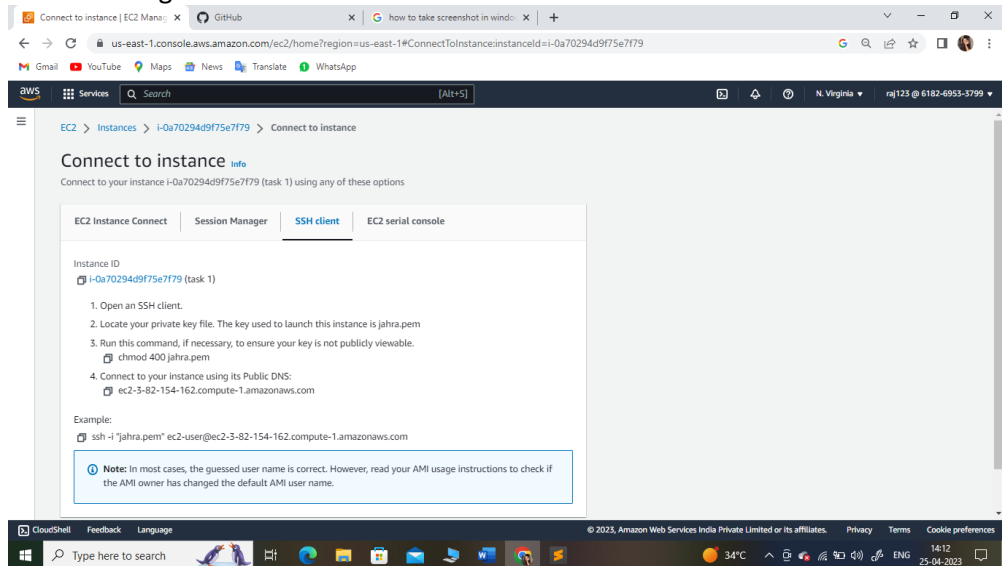 Connect to instance | EC2 Manag
GitHub
how to take screenshot in windo
us-east-1.console.aws.amazon.com/ec2/home?region=us-east-1#ConnectToInstance:instanceId=i-0a70294d9f75e7f79
Gmail YouTube Maps News Translate WhatsApp
aws Services Search [Alt+S] N. Virginia raj123 @ 6182-6953-3799
EC2 > Instances > i-0a70294d9f75e7f79 > Connect to instance
Connect to instance Info
Connect to your instance i-0a70294d9f75e7f79 (task 1) using any of these options
EC2 Instance Connect Session Manager SSH client EC2 serial console
Instance ID
i-0a70294d9f75e7f79 (task 1)
1. Open an SSH client.
2. Locate your private key file. The key used to launch this instance is jahra.pem
3. Run this command, if necessary, to ensure your key is not publicly viewable.
chmod 400 jahra.pem
4. Connect to your instance using its Public DNS:
ec2-3-82-154-162.compute-1.amazonaws.com
Example:
ssh -i "jahra.pem" ec2-user@ec2-3-82-154-162.compute-1.amazonaws.com
Note: In most cases, the guessed user name is correct. However, read your AMI usage instructions to check if
the AMI owner has changed the default AMI user name.
CloudShell Feedback Language © 2023, Amazon Web Services India Private Limited or its affiliates. Privacy Terms Cookie preferences
Type here to search 34°C ENG 14:12
25-04-2023